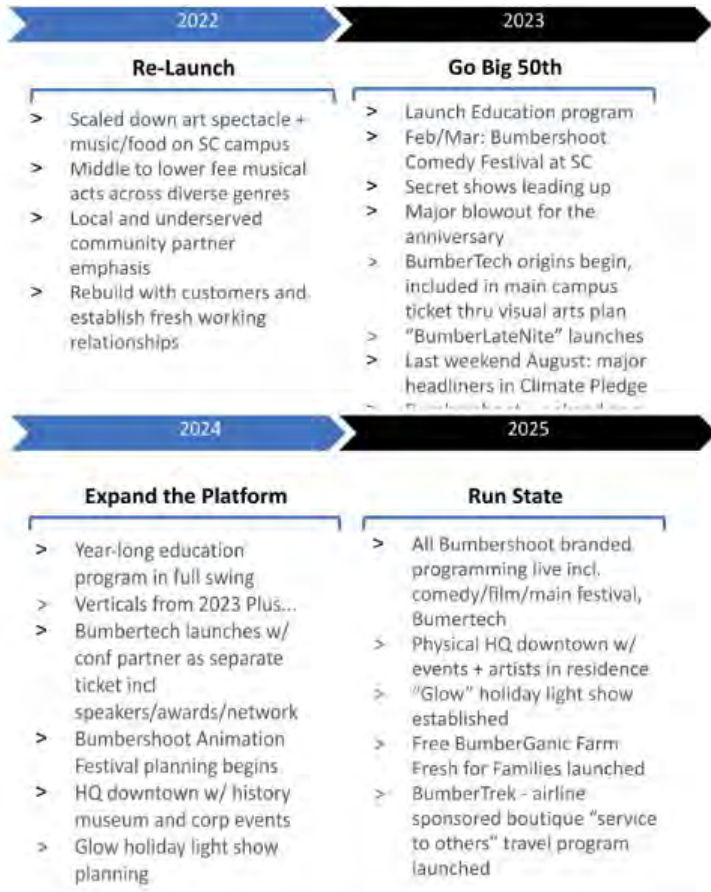 2022
Re-Launch
> Scaled down art spectacle +
music/food on SC campus
> Middle to lower fee musical
acts across diverse genres
> Local and underserved
community partner
emphasis
> Rebuild with customers and
establish fresh working
relationships
2023
Go Big 50th
> Launch Education program
> Feb/Mar: Bumbershoot
Comedy Festival at SC
> Secret shows leading up
> Major blowout for the
anniversary
> BumberTech origins begin,
included in main campus
ticket thru visual arts plan
> "BumberLateNite" launches
> Last weekend August: major
headliners in Climate Pledge
2024
Expand the Platform
> Year-long education
program in full swing
> Verticals from 2023 Plus...
> Bumbertech launches w/
conf partner as separate
ticket incl
speakers/awards/network
> Bumbershoot Animation
Festival planning begins
> HQ downtown w/ history
museum and corp events
> Glow holiday light show
planning
2025
Run State
> All Bumbershoot branded
programming live incl.
comedy/film/main festival,
Bumertech
> Physical HQ downtown w/
events + artists in residence
> "Glow" holiday light show
established
> Free BumberGanic Farm
Fresh for Families launched
> BumberTrek - airline
sponsored boutique "service
to others" travel program
launched